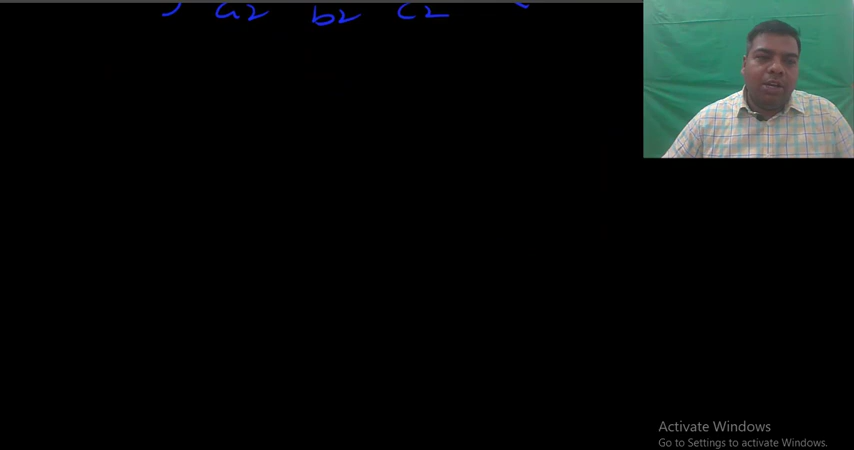 a2 b2 c2
Activate Windows
Go to Settings to activate Windows.